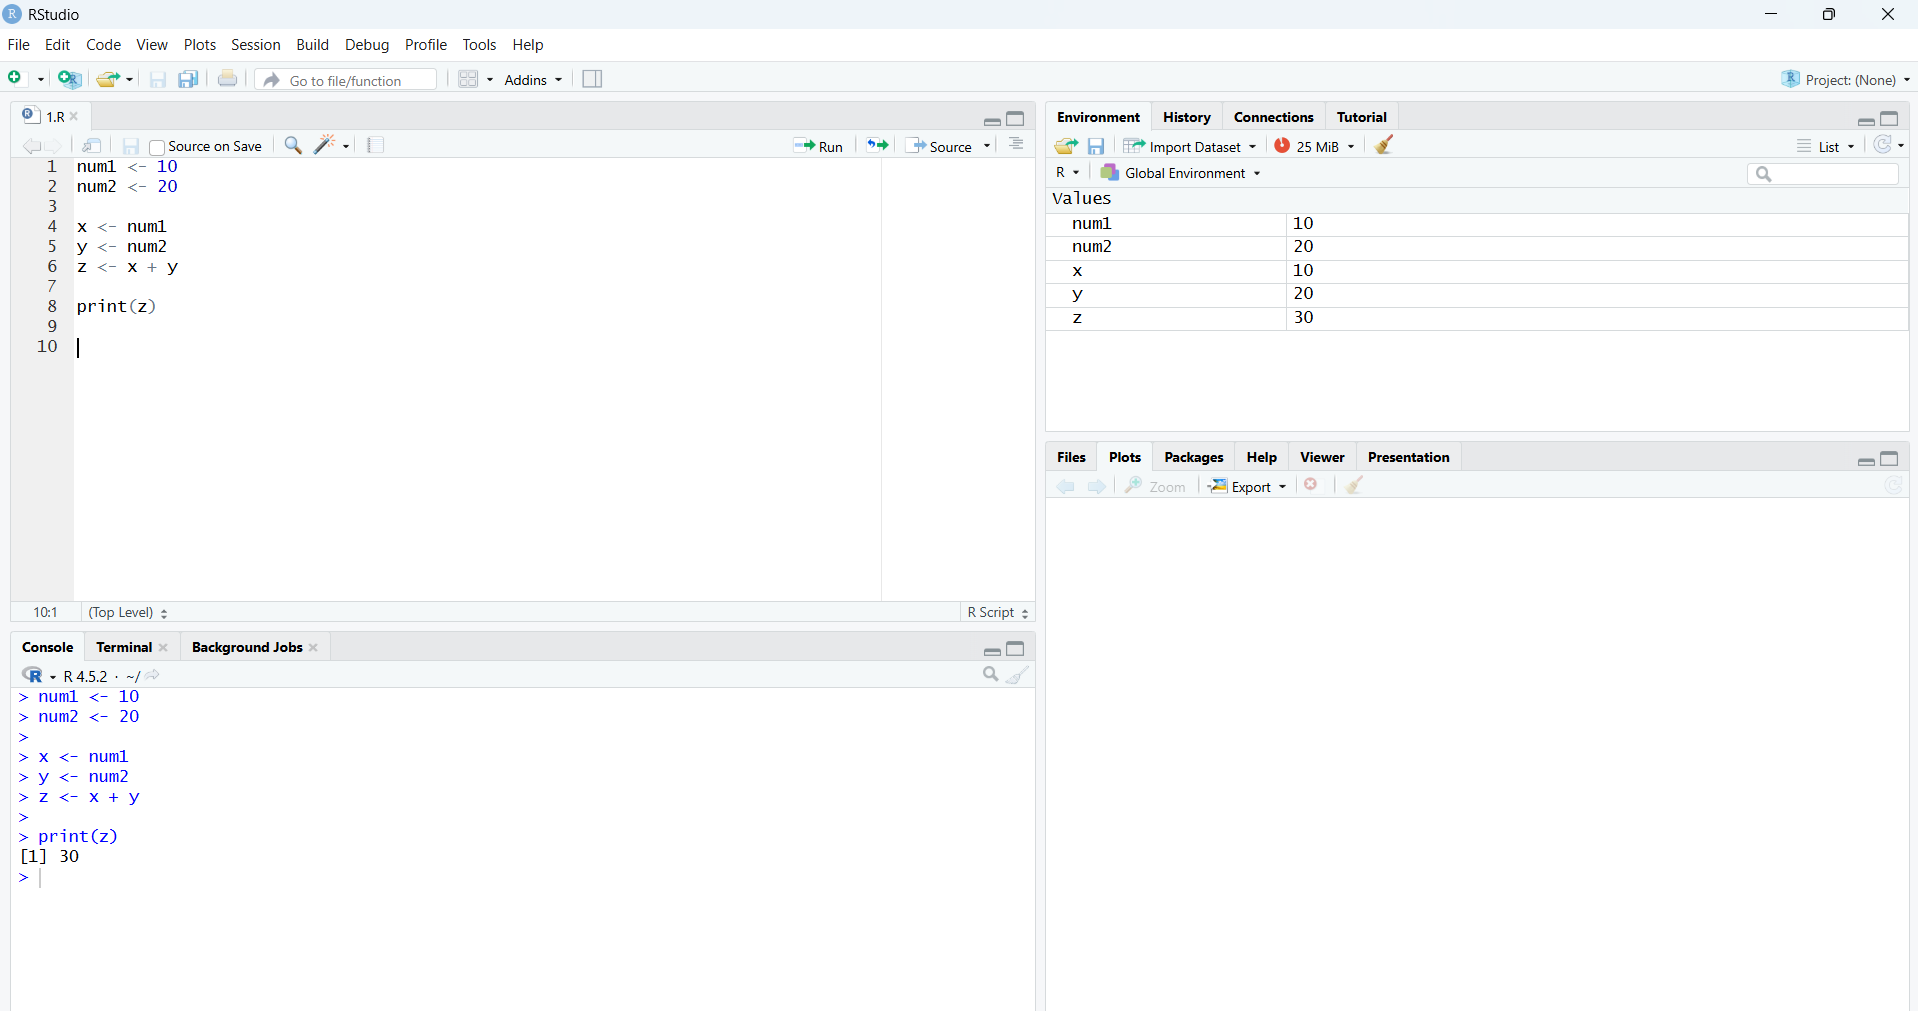 RStudio
File Edit Code View Plots Session Build Debug Profile Tools Help
Go to file/function Addins Project: (None)
1.R
Source on Save Run Source
1 num1 <- 10
2 num2 <- 20
3
4 x <- num1
5 y <- num2
6 z <- x + y
7
8 print(z)
9
10
10:1 (Top Level) R Script
Console Terminal Background Jobs
R 4.5.2 · ~/
> num1 <- 10
> num2 <- 20
>
> x <- num1
> y <- num2
> z <- x + y
>
> print(z)
[1] 30
>
Environment History Connections Tutorial
Import Dataset 25 MiB List
R Global Environment
Values
num1 10
num2 20
x 10
y 20
z 30
Files Plots Packages Help Viewer Presentation
Zoom Export